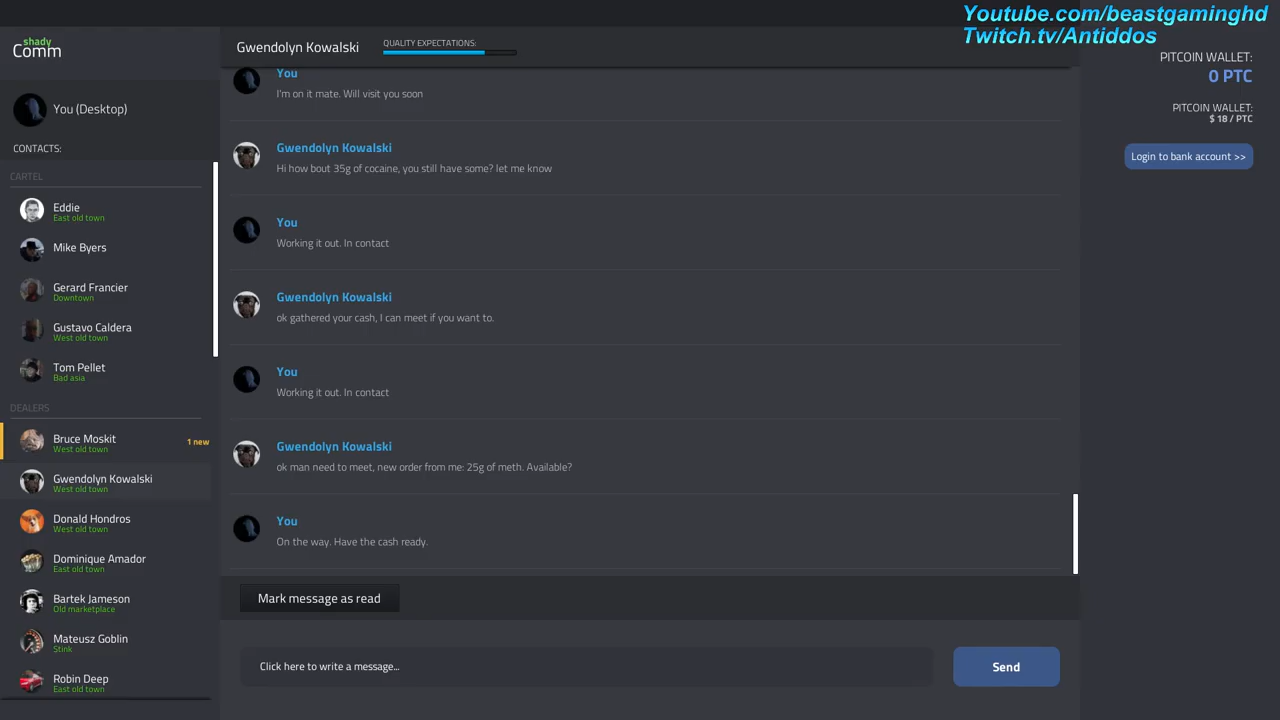 Youtube.com/beastgaminghd
Twitch.tv/Antiddos
shady
Comm
You (Desktop)
CONTACTS:
CARTEL
Eddie
East old town
Mike Byers
Gerard Francier
Downtown
Gustavo Caldera
West old town
Tom Pellet
Bad asia
DEALERS
Bruce Moskit
West old town
1 new
Gwendolyn Kowalski
West old town
Donald Hondros
West old town
Dominique Amador
East old town
Bartek Jameson
Old marketplace
Mateusz Goblin
Stink
Robin Deep
East old town
Gwendolyn Kowalski
QUALITY EXPECTATIONS:
You
I'm on it mate. Will visit you soon
Gwendolyn Kowalski
Hi how bout 35g of cocaine, you still have some? let me know
You
Working it out. In contact
Gwendolyn Kowalski
ok gathered your cash, I can meet if you want to.
You
Working it out. In contact
Gwendolyn Kowalski
ok man need to meet, new order from me: 25g of meth. Available?
You
On the way. Have the cash ready.
Mark message as read
Click here to write a message...
Send
PITCOIN WALLET:
0 PTC
PITCOIN WALLET:
$ 18 / PTC
Login to bank account >>